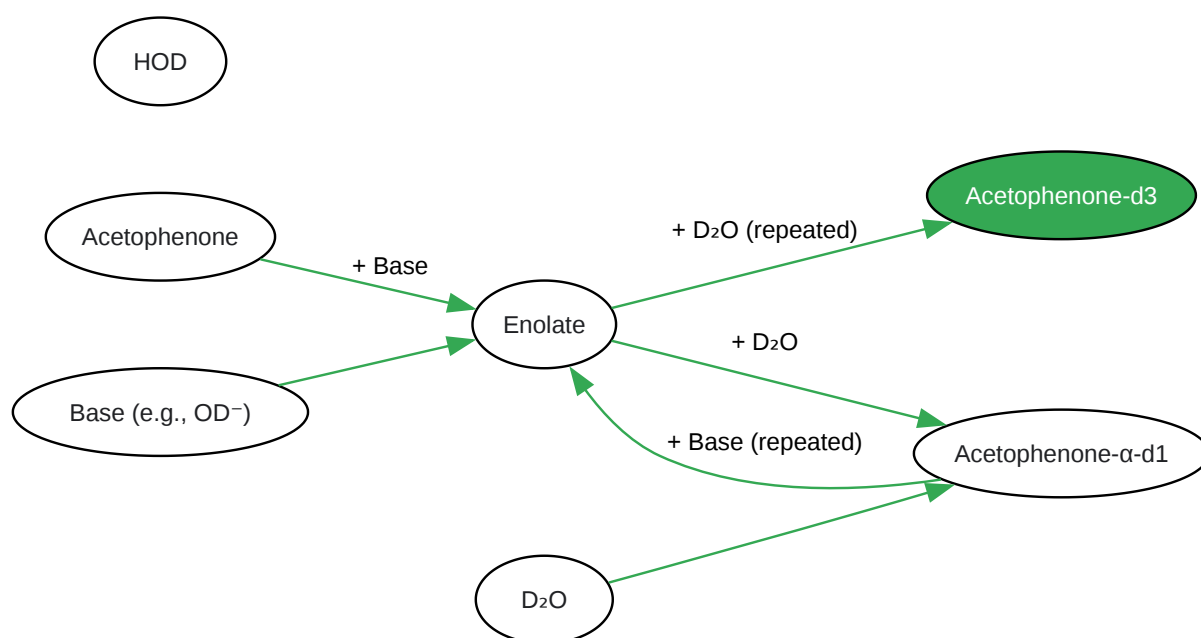 HOD
Acetophenone-d3
+ D₂O (repeated)
Acetophenone
+ Base
Enolate
+ D₂O
Base (e.g., OD⁻)
+ Base (repeated)
Acetophenone-α-d1
D₂O